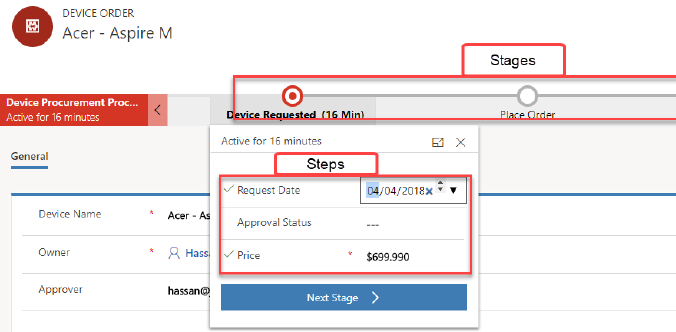 DEVICE ORDER
Acer - Aspire M
Stages
Device Procurement Proc...
Active for 16 minutes
Device Requested (16 Min)
Place Order
Active for 16 minutes
General
Steps
Request Date 04/04/2018
Device Name * Acer - As
Approval Status ---
Owner * Hass
Price * $699.990
Approver hassan@
Next Stage